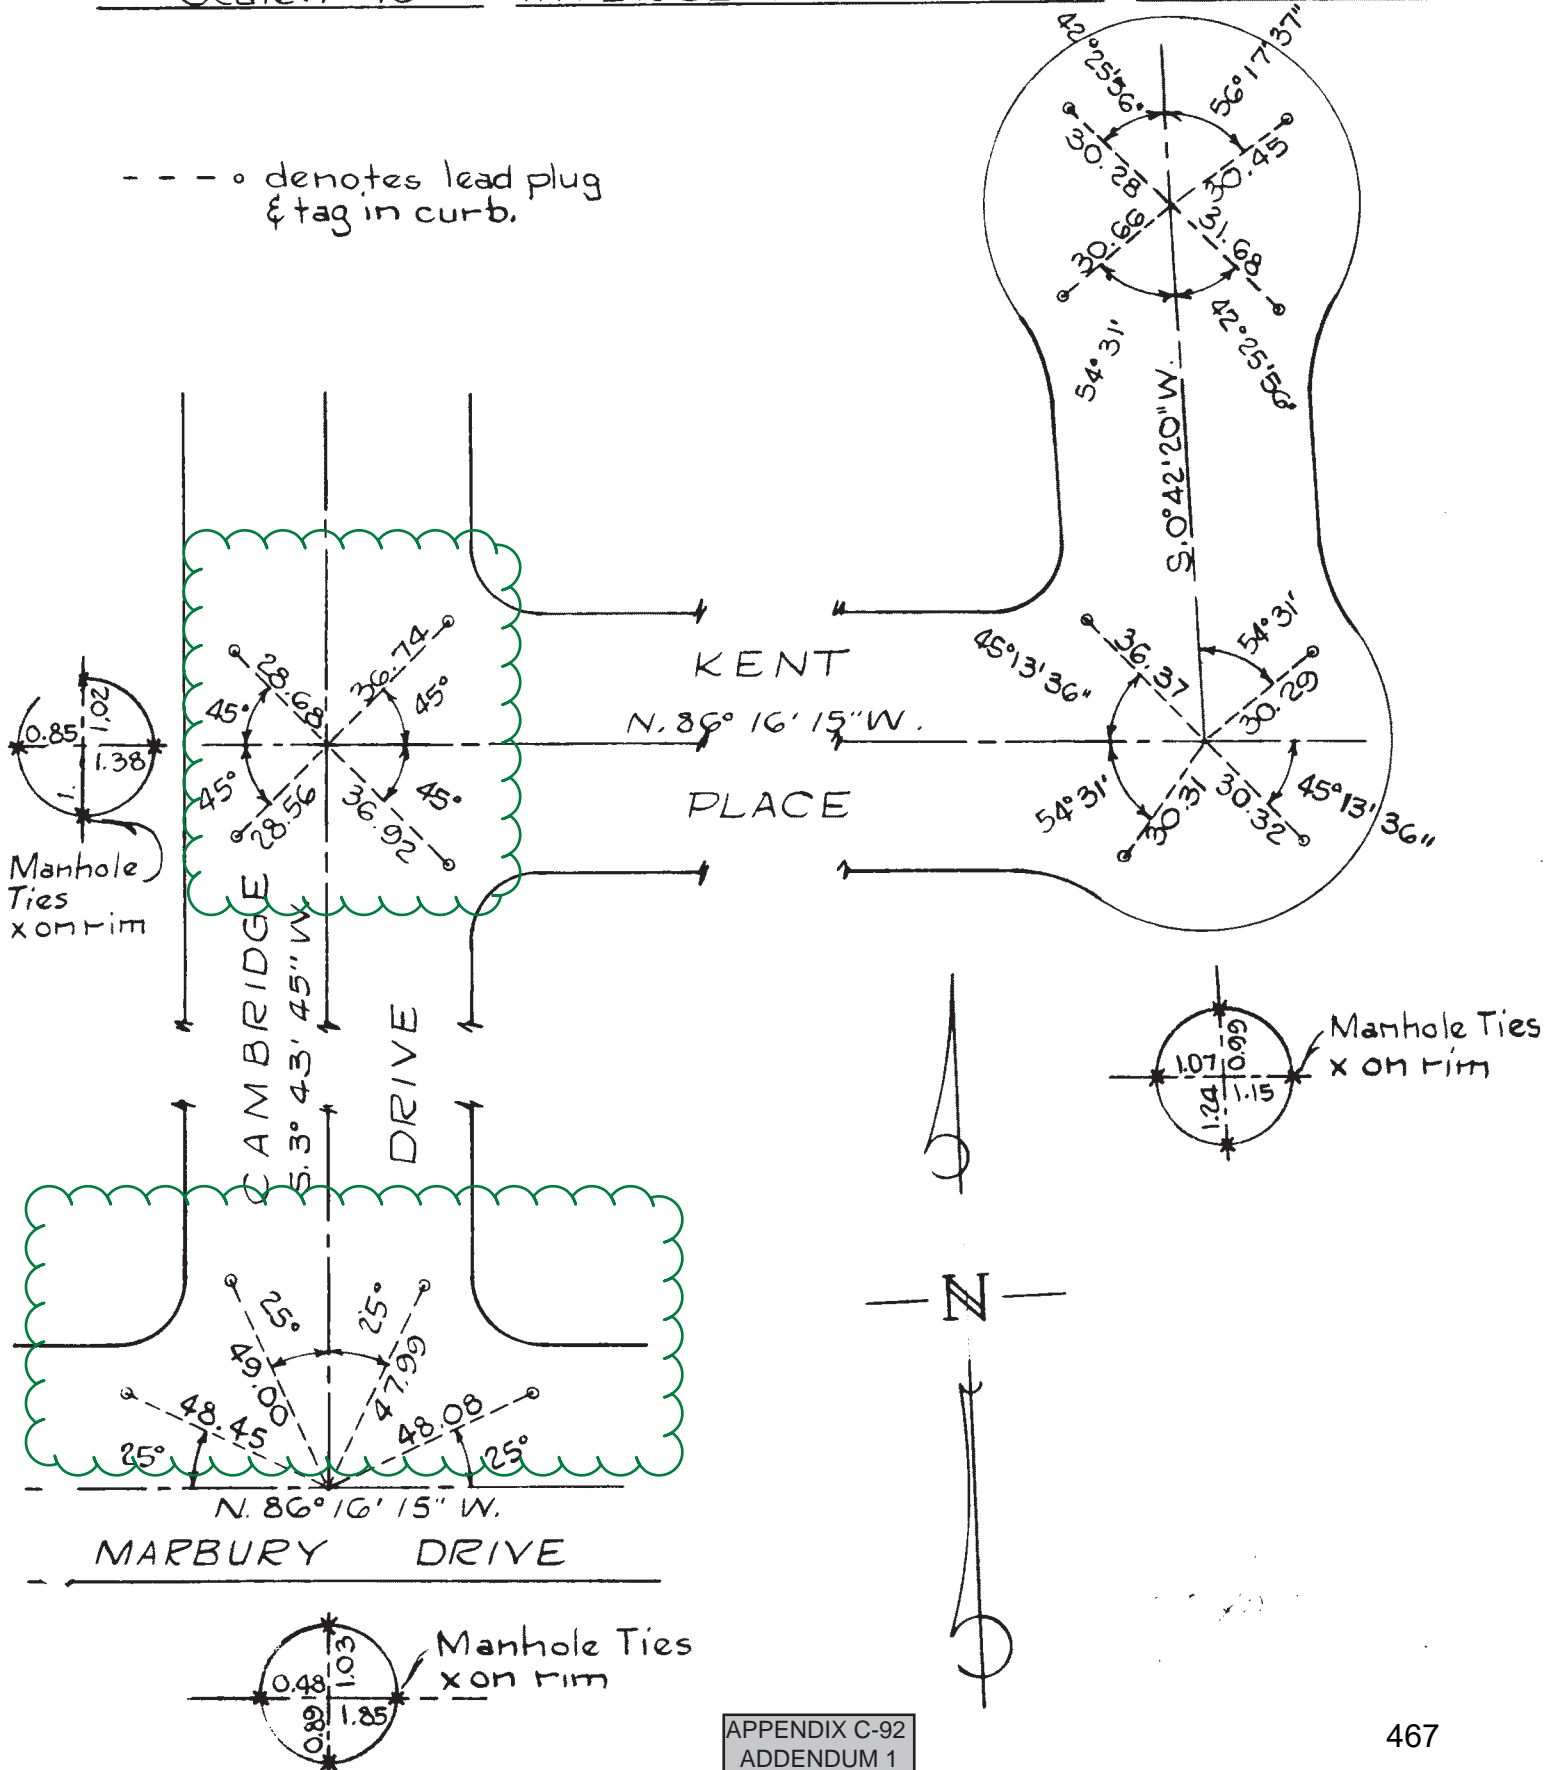 - - - o denotes lead plug
& tag in curb.
42°25'56"
56°17'37"
30.28
30.45
30.66
31.68
54°31'
42°25'56"
S.0°42'20"W.
28.68
36.74
45°
45°
45°
45°
28.56
36.92
0.85
1.02
1.38
1.
Manhole
Ties
x on rim
KENT
N. 86° 16' 15" W.
PLACE
45°13'36"
36.37
54°31'
30.29
54°31'
30.31
30.32
45°13'36"
CAMBRIDGE
S. 3° 43' 45" W.
DRIVE
1.07
0.99
1.24
1.15
Manhole Ties
x on rim
N
25°
25°
49.00
47.99
48.45
48.08
25°
25°
N. 86° 16' 15" W.
MARBURY DRIVE
0.48
1.03
0.89
1.85
Manhole Ties
x on rim
APPENDIX C-92
ADDENDUM 1
467